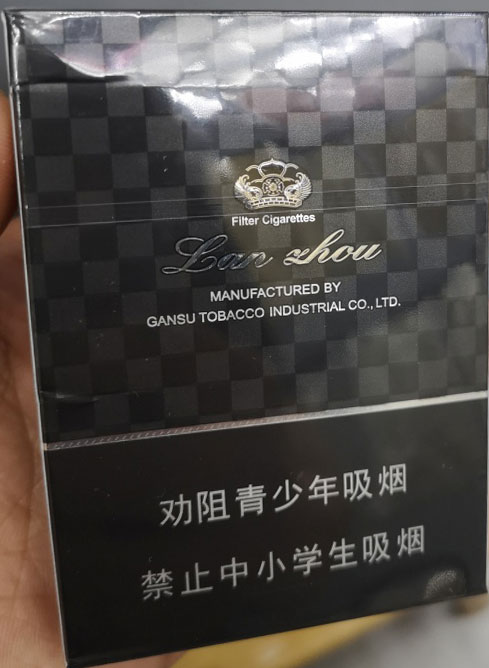 Filter Cigarettes
Lan zhou
MANUFACTURED BY
GANSU TOBACCO INDUSTRIAL CO., LTD.
劝阻青少年吸烟
禁止中小学生吸烟